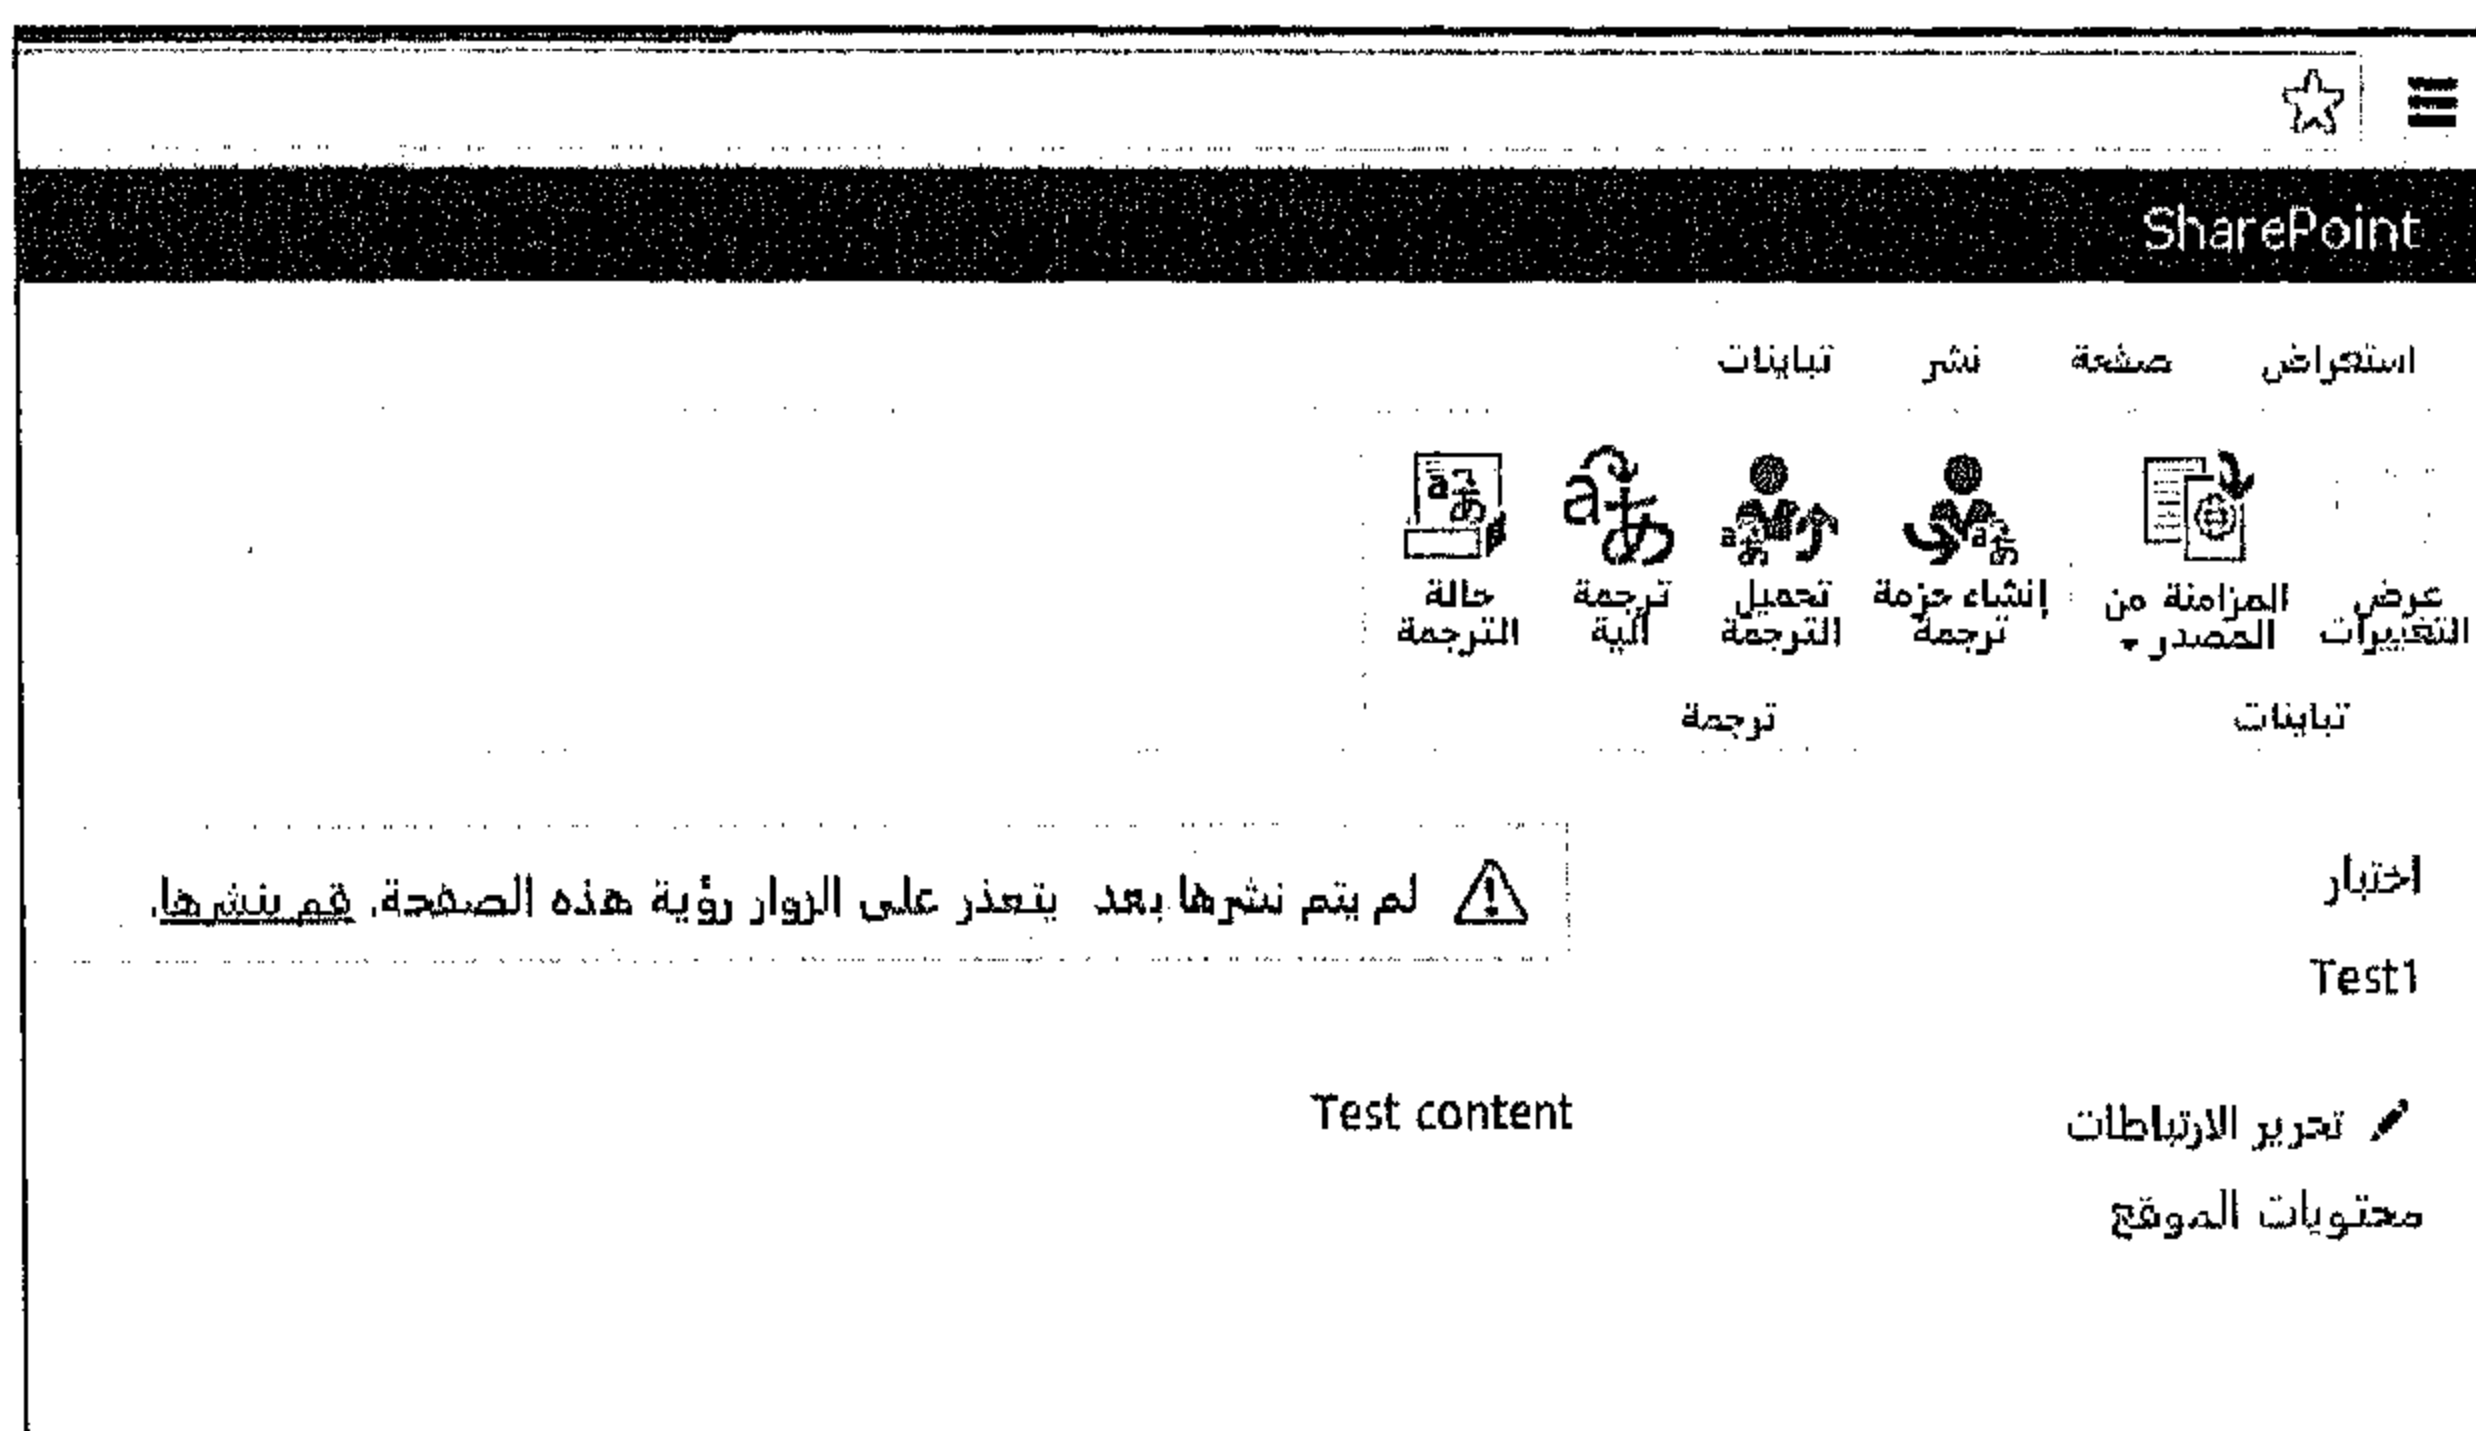 SharePoint
استعراض صفحة نشر تباينات
عرض التغييرات
المزامنة من المصدر
إنشاء حزمة ترجمة
تحميل الترجمة
ترجمة آلية
حالة الترجمة
تباينات ترجمة
اختبار
لم يتم نشرها بعد يتعذر على الزوار رؤية هذه الصفحة. قم بنشرها.
Test1
Test content
تحرير الارتباطات
محتويات الموقع